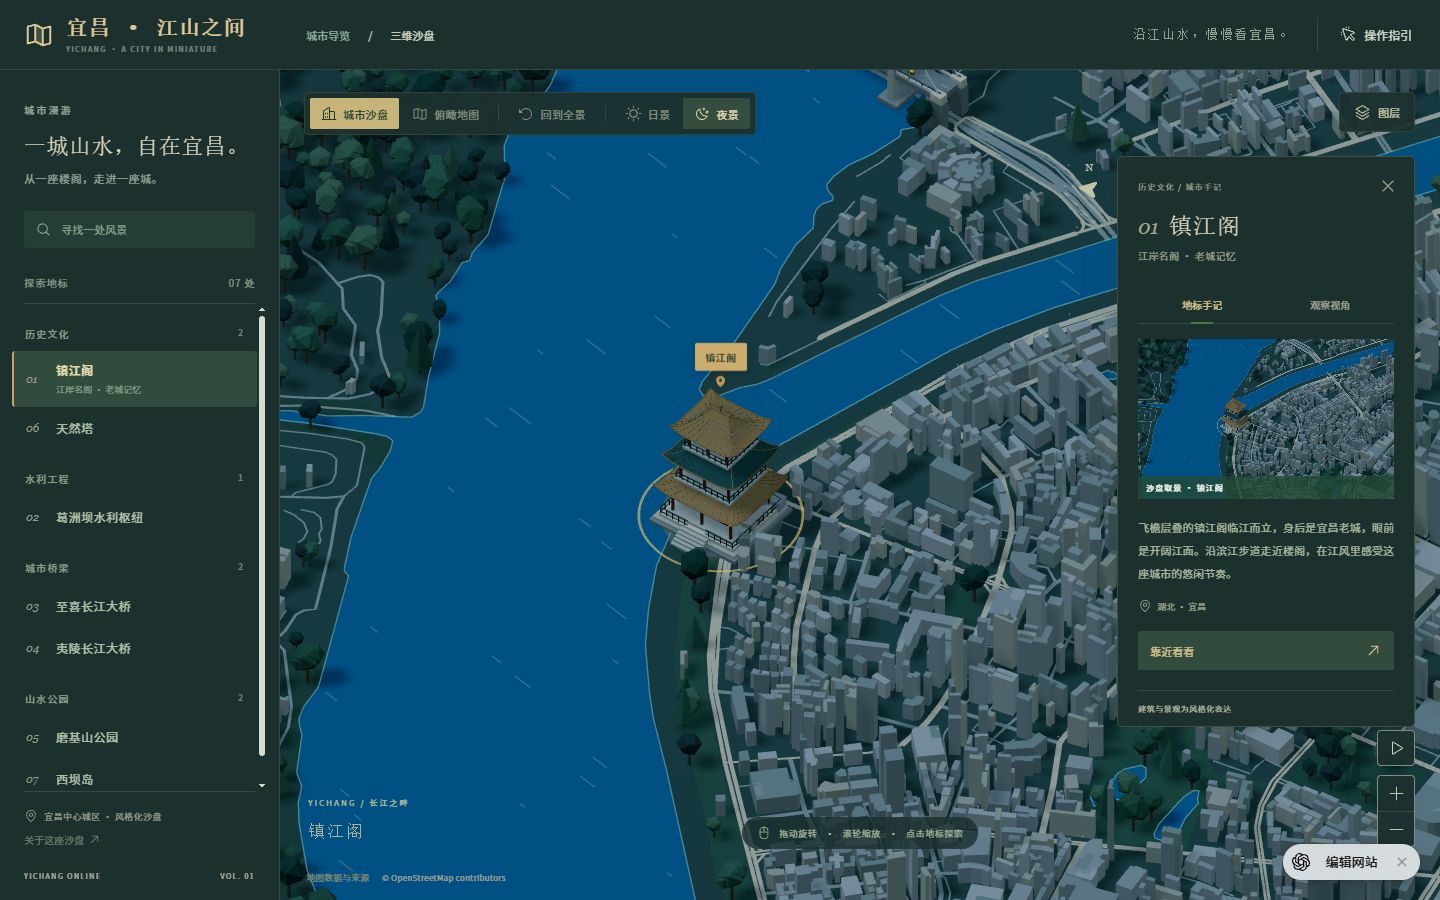 宜昌 • 江山之间
YICHANG • A CITY IN MINIATURE
城市导览 / 三维沙盘
沿江山水，慢慢看宜昌。
操作指引
城市漫游
一城山水，自在宜昌。
从一座楼阁，走进一座城。
寻找一处风景
探索地标 07 处
历史文化 2
01 镇江阁
江岸名阁 • 老城记忆
06 天然塔
水利工程 1
02 葛洲坝水利枢纽
城市桥梁 2
03 至喜长江大桥
04 夷陵长江大桥
山水公园 2
05 磨基山公园
07 西坝岛
宜昌中心城区 • 风格化沙盘
关于这座沙盘
YICHANG ONLINE VOL. 01
城市沙盘 俯瞰地图 回到全景 日景 夜景
图层
N
镇江阁
历史文化 / 城市手记
01 镇江阁
江岸名阁 • 老城记忆
地标手记 观察视角
沙盘取景 • 镇江阁
飞檐层叠的镇江阁临江而立，身后是宜昌老城，眼前
是开阔江面。沿滨江步道走近楼阁，在江风里感受这
座城市的悠闲节奏。
湖北 • 宜昌
靠近看看
建筑与景观为风格化表达
YICHANG / 长江之畔
镇江阁
拖动旋转 • 滚轮缩放 • 点击地标探索
地图数据与来源 © OpenStreetMap contributors
编辑网站